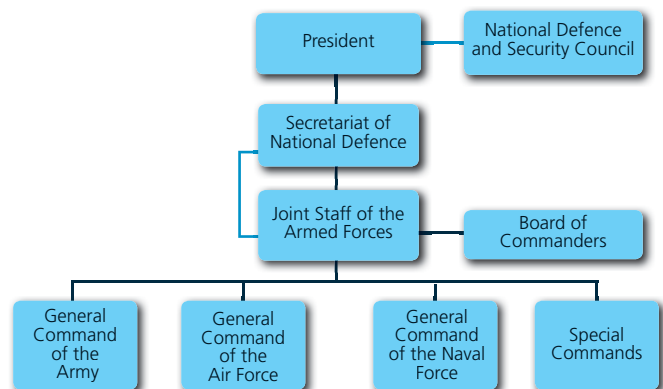 President
National Defence
and Security Council
Secretariat of
National Defence
Joint Staff of the
Armed Forces
Board of
Commanders
General
Command
of the
Army
General
Command
of the
Air Force
General
Command
of the Naval
Force
Special
Commands